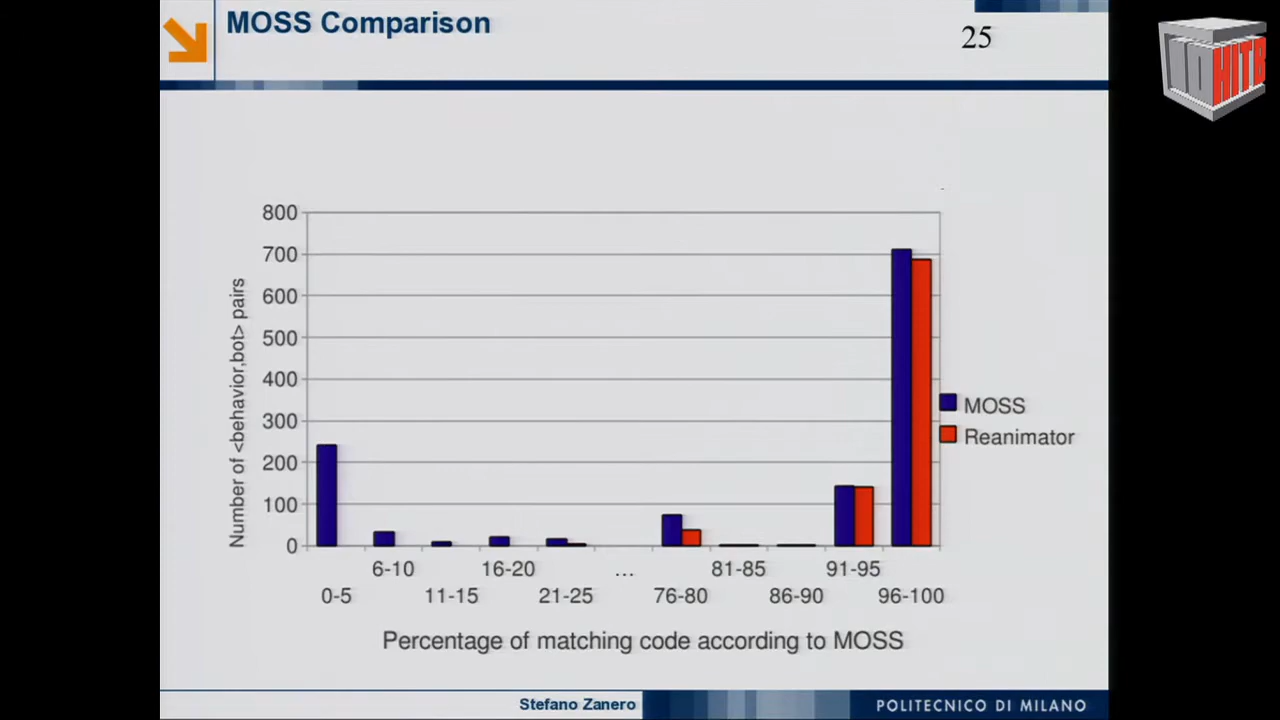 MOSS Comparison
25
HITB
800
700
600
500
400
300
200
100
0
Number of <behavior,bot> pairs
MOSS
Reanimator
6-10
16-20
...
81-85
91-95
0-5
11-15
21-25
76-80
86-90
96-100
Percentage of matching code according to MOSS
Stefano Zanero
POLITECNICO DI MILANO